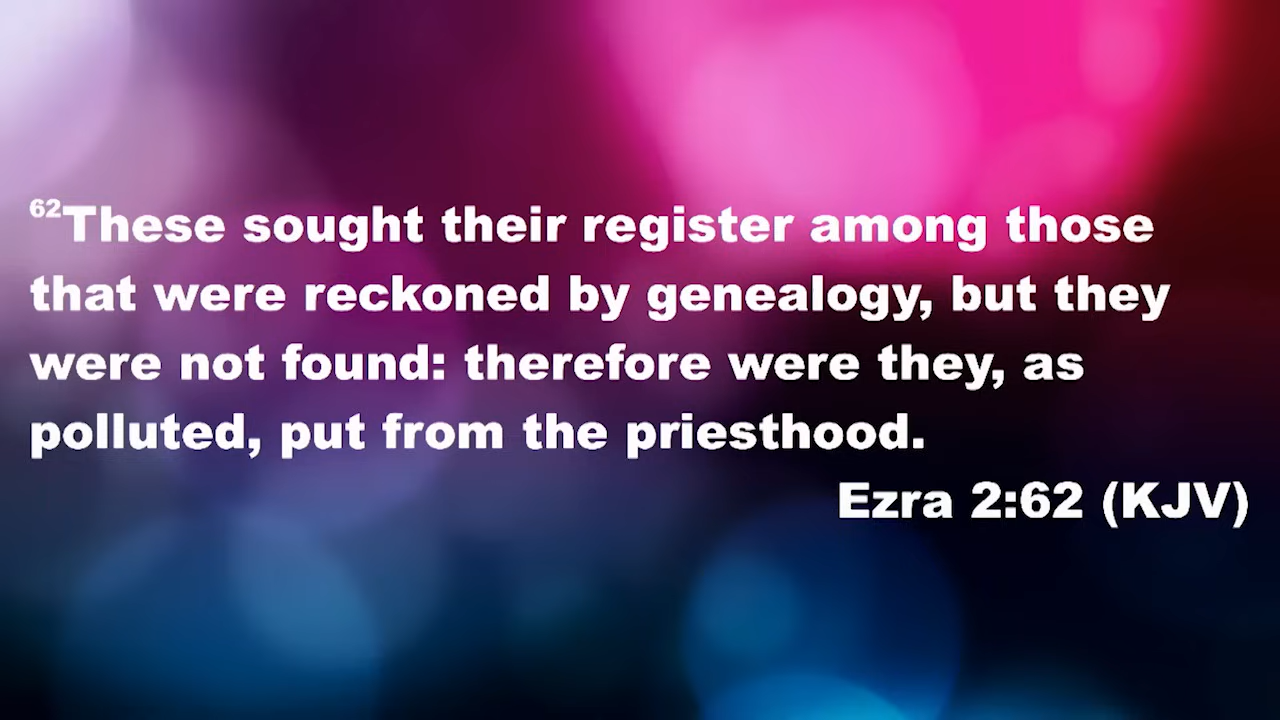 62These sought their register among those
that were reckoned by genealogy, but they
were not found: therefore were they, as
polluted, put from the priesthood.
Ezra 2:62 (KJV)